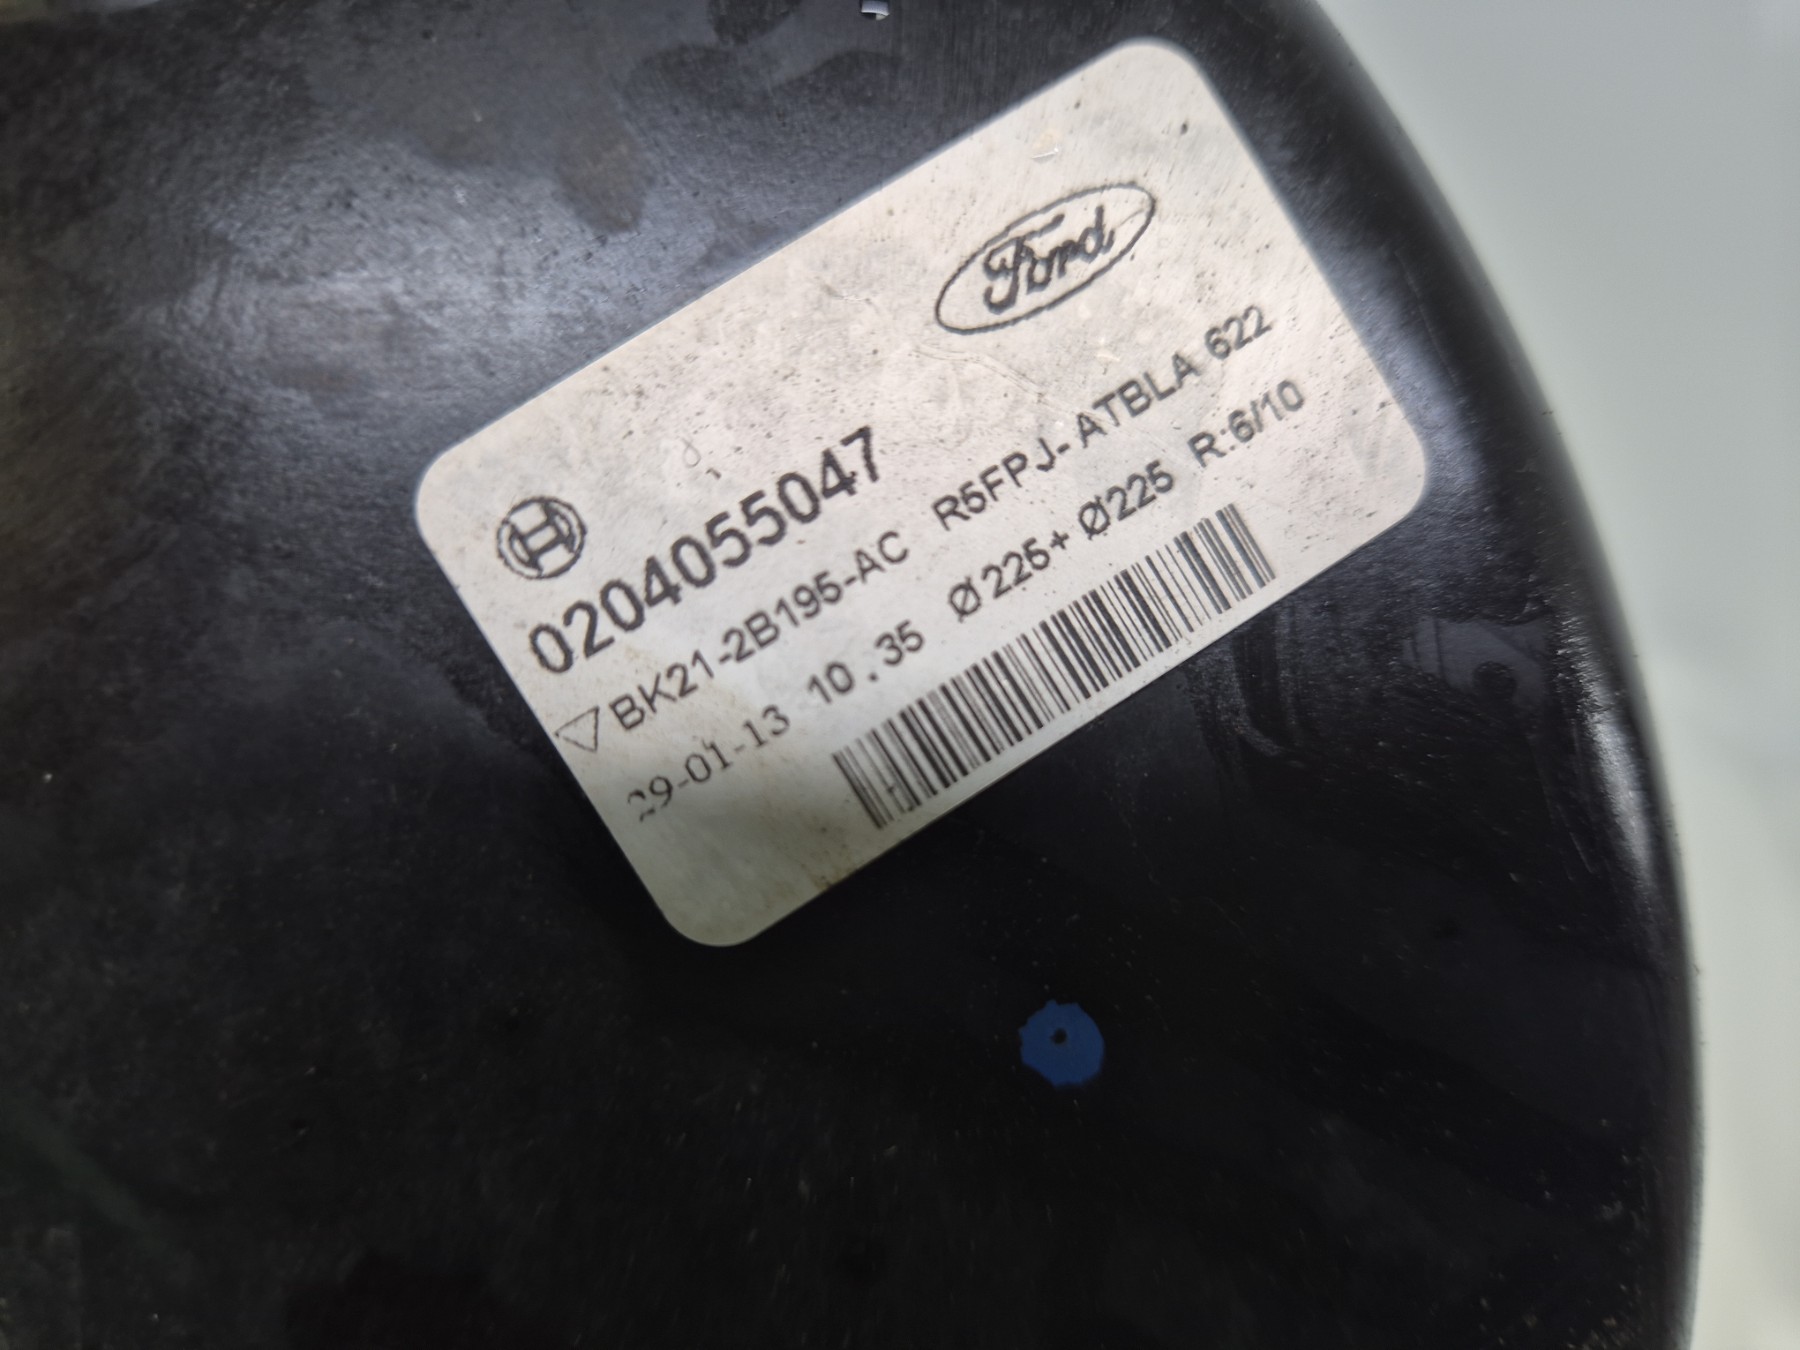 Ford
0204055047
BK21-2B195-AC R5FPJ-ATBLA 622
29-01-13 10.35 Ø225+Ø225 R:6/10